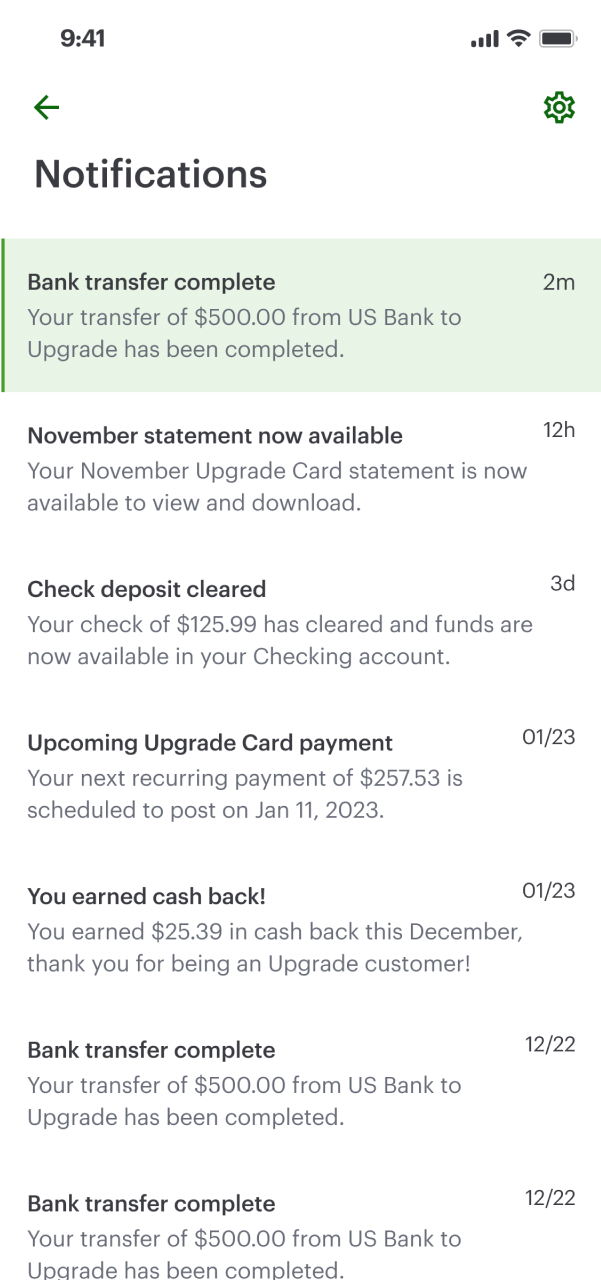 9:41
Notifications
Bank transfer complete 2m
Your transfer of $500.00 from US Bank to
Upgrade has been completed.
November statement now available 12h
Your November Upgrade Card statement is now
available to view and download.
Check deposit cleared 3d
Your check of $125.99 has cleared and funds are
now available in your Checking account.
Upcoming Upgrade Card payment 01/23
Your next recurring payment of $257.53 is
scheduled to post on Jan 11, 2023.
You earned cash back! 01/23
You earned $25.39 in cash back this December,
thank you for being an Upgrade customer!
Bank transfer complete 12/22
Your transfer of $500.00 from US Bank to
Upgrade has been completed.
Bank transfer complete 12/22
Your transfer of $500.00 from US Bank to
Upgrade has been completed.